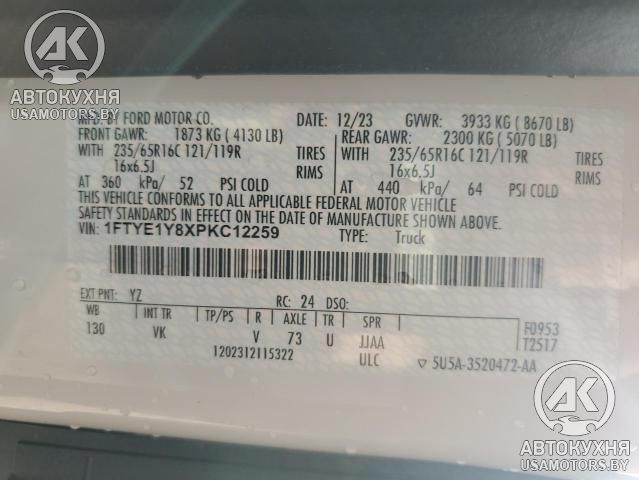 AK
АВТОКУХНЯ
USAMOTORS.BY
MFD. BY FORD MOTOR CO. DATE: 12/23 GVWR: 3933 KG ( 8670 LB)
FRONT GAWR: 1873 KG ( 4130 LB) REAR GAWR: 2300 KG ( 5070 LB)
WITH 235/65R16C 121/119R TIRES WITH 235/65R16C 121/119R TIRES
16x6.5J RIMS 16x6.5J RIMS
AT 360 kPa/ 52 PSI COLD AT 440 kPa/ 64 PSI COLD
THIS VEHICLE CONFORMS TO ALL APPLICABLE FEDERAL MOTOR VEHICLE
SAFETY STANDARD IN EFFECT ON THE DATE OF MANUFACTURE SHOWN ABOVE.
VIN: 1FTYE1Y8XPKC12259 TYPE: Truck
EXT PNT: YZ RC: 24 DSO:
WB INT TR TP/PS R AXLE TR SPR F0953
130 VK V 73 U JJAA T2517
1202312115322 ULC ▽ 5U5A-3520472-AA
AK
АВТОКУХНЯ
USAMOTORS.BY